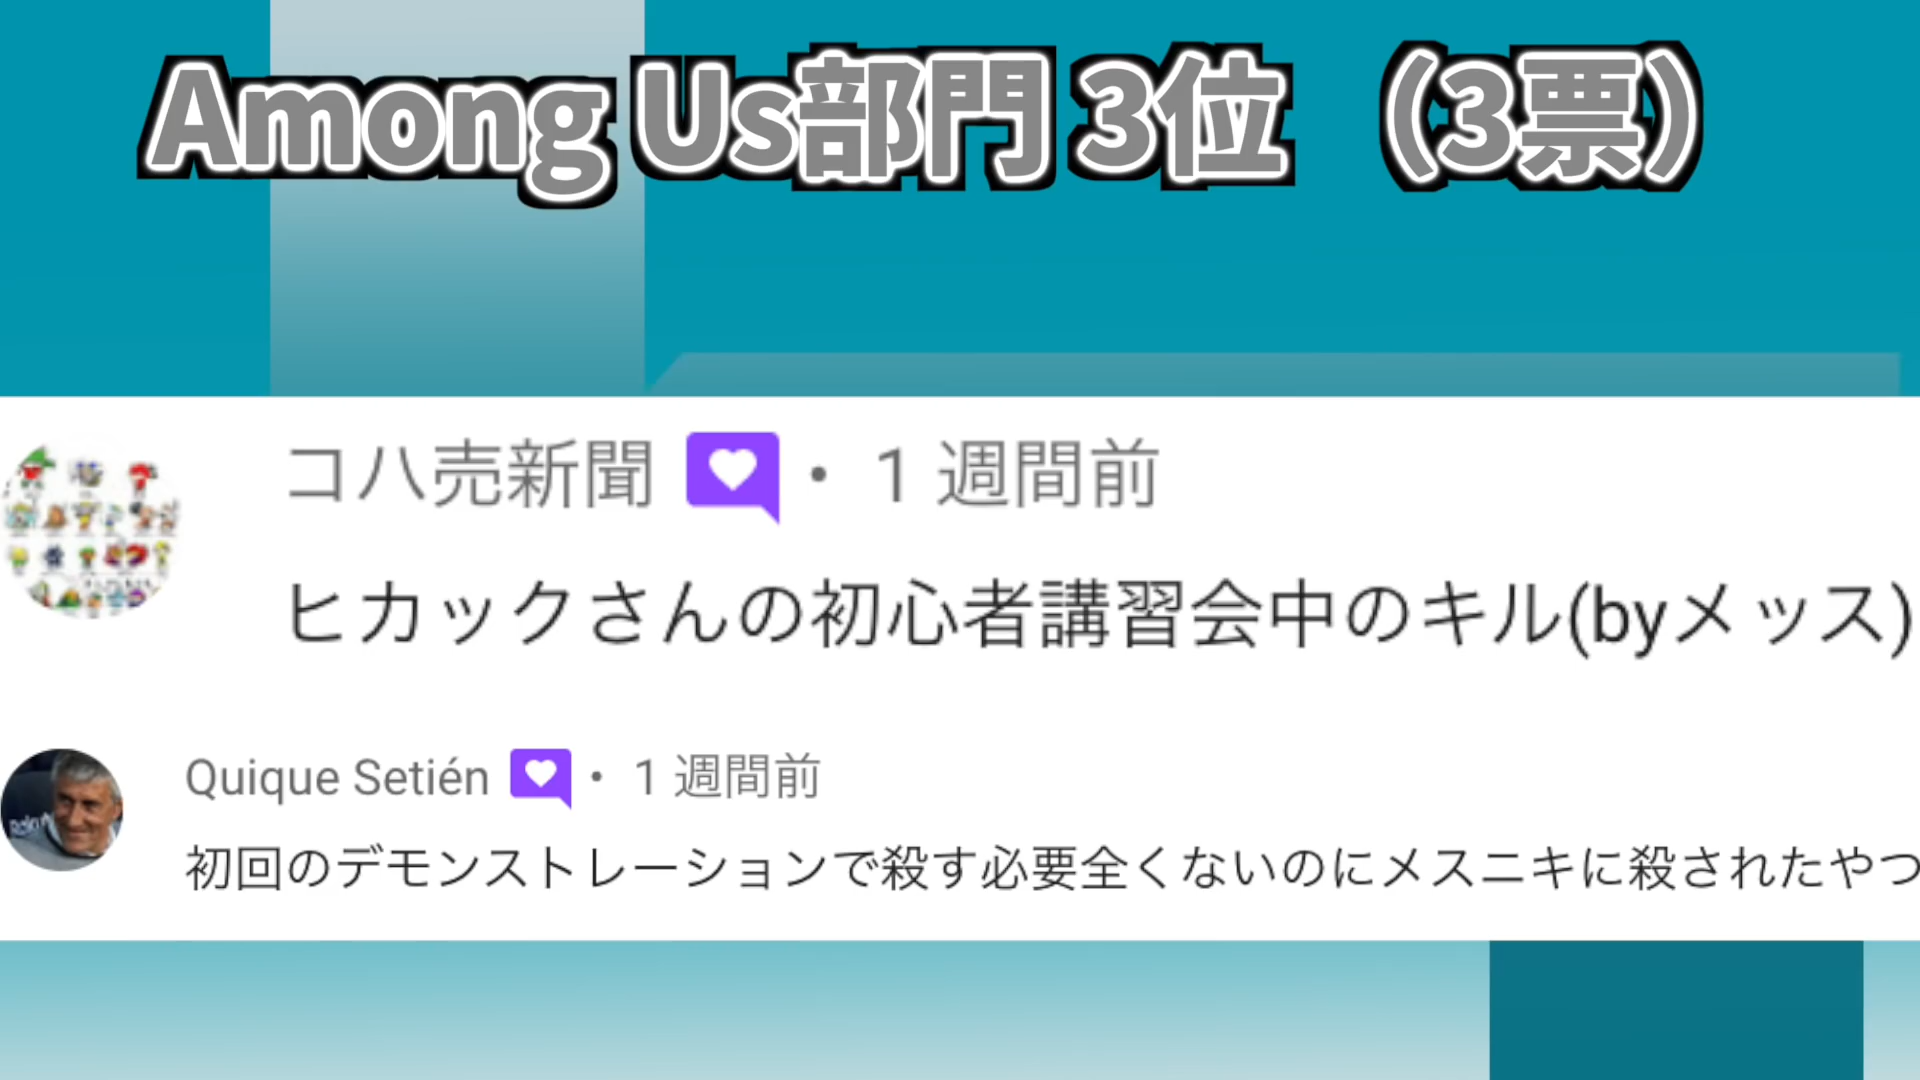 Among Us部門 3位 （3票）
コハ売新聞 • 1 週間前
ヒカックさんの初心者講習会中のキル(byメッス)
Quique Setién • 1 週間前
初回のデモンストレーションで殺す必要全くないのにメスニキに殺されたやつ